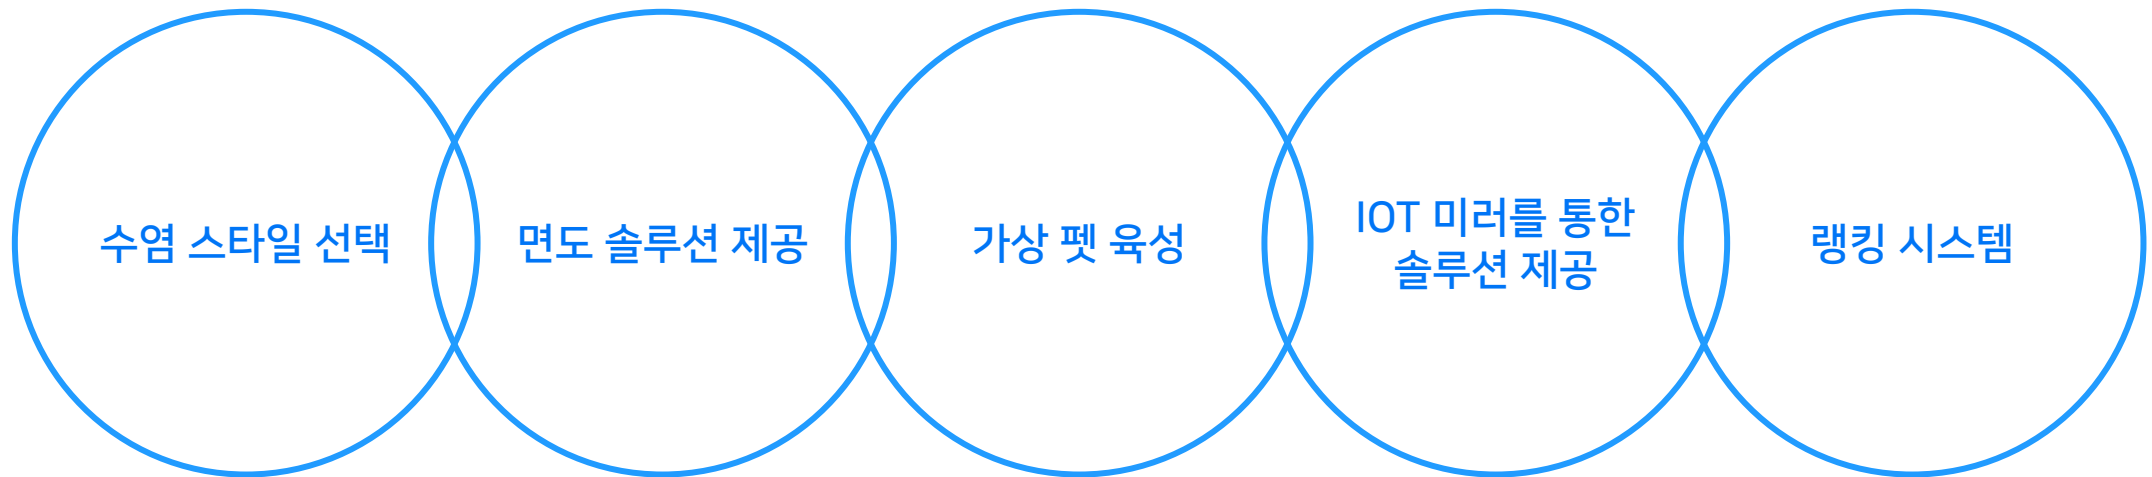 수염 스타일 선택
면도 솔루션 제공
가상 펫 육성
IOT 미러를 통한
솔루션 제공
랭킹 시스템